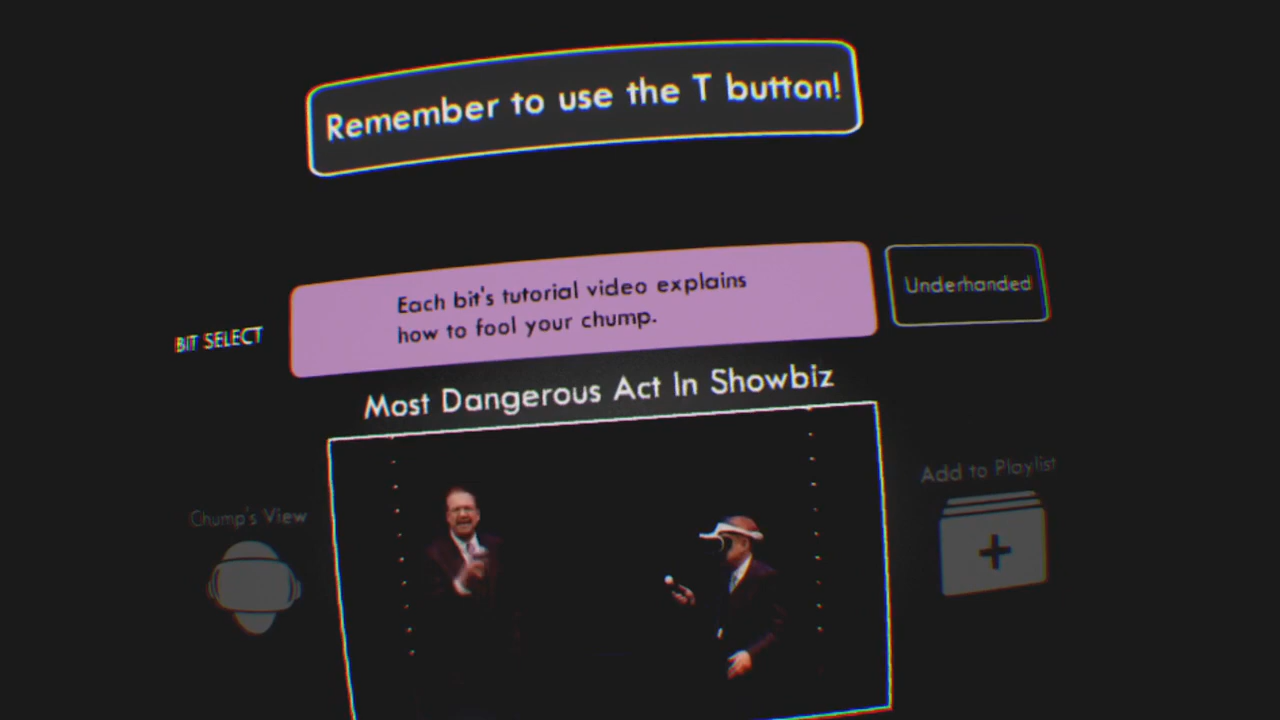 Remember to use the T button!
Each bit's tutorial video explains
how to fool your chump.
Underhanded
BIT SELECT
Most Dangerous Act In Showbiz
Chump's View
Add to Playlist